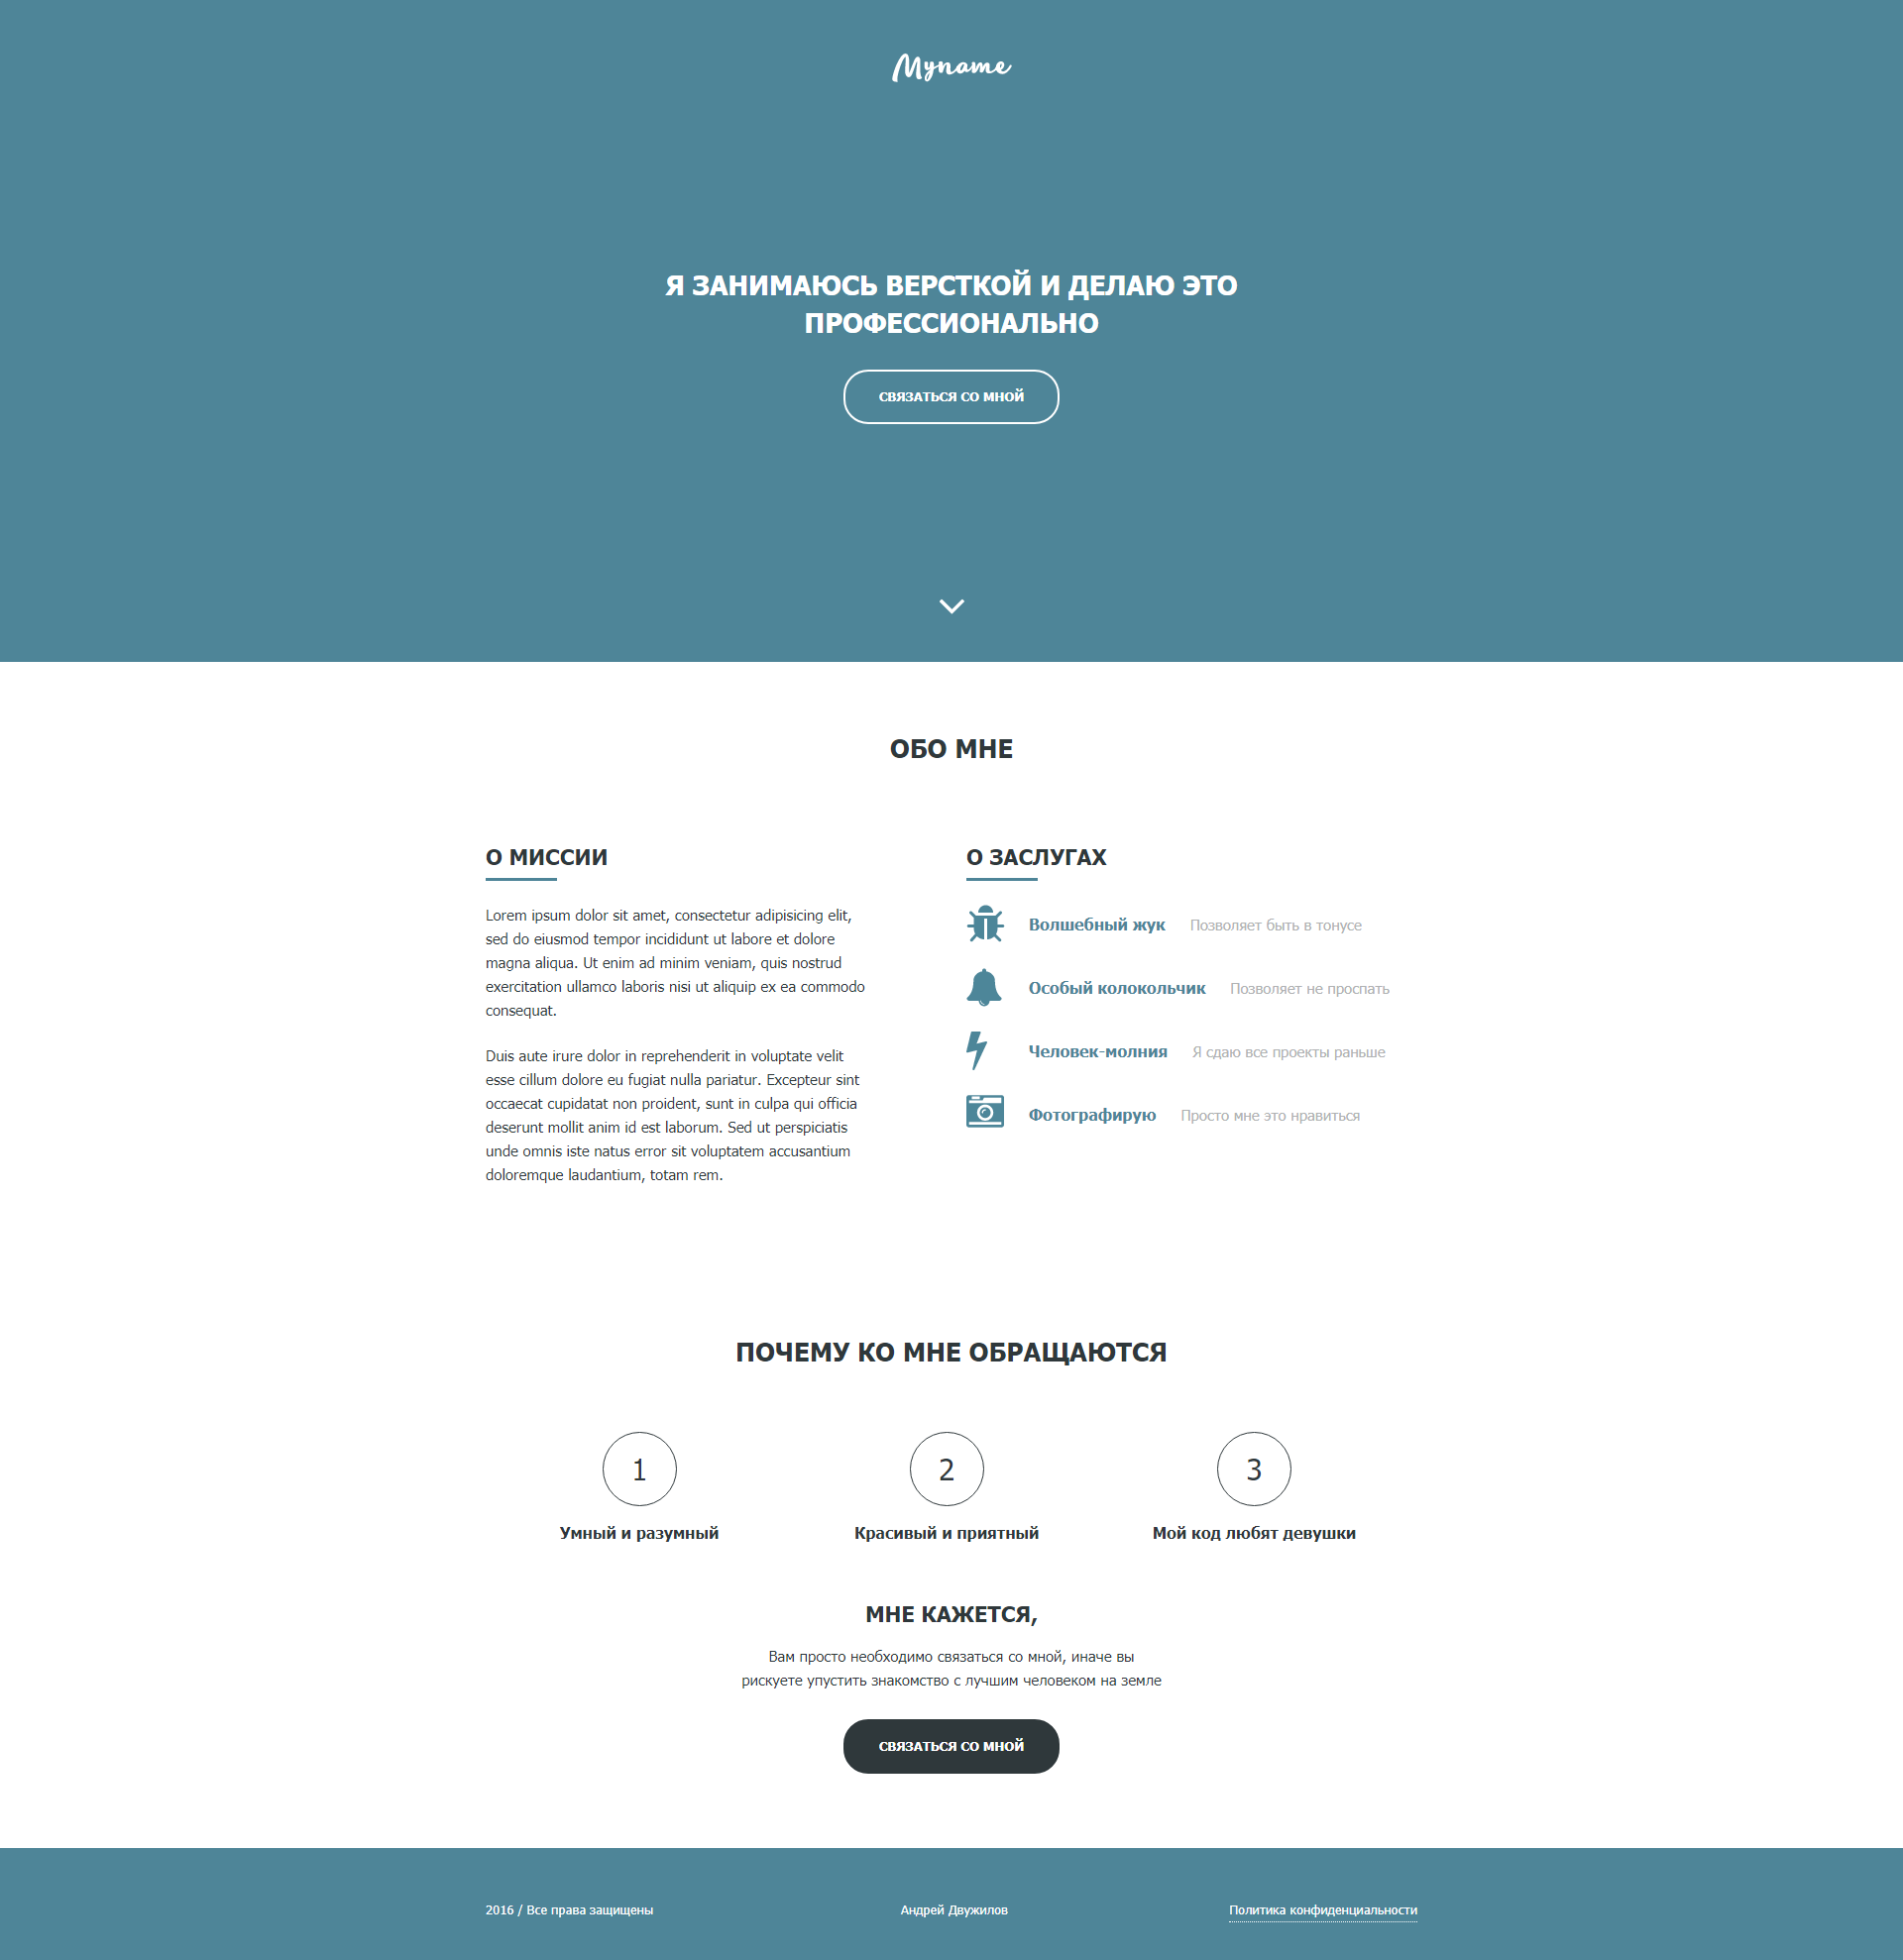 Myname
Я ЗАНИМАЮСЬ ВЕРСТКОЙ И ДЕЛАЮ ЭТО
ПРОФЕССИОНАЛЬНО
СВЯЗАТЬСЯ СО МНОЙ
ОБО МНЕ
О МИССИИ
Lorem ipsum dolor sit amet, consectetur adipisicing elit,
sed do eiusmod tempor incididunt ut labore et dolore
magna aliqua. Ut enim ad minim veniam, quis nostrud
exercitation ullamco laboris nisi ut aliquip ex ea commodo
consequat.
Duis aute irure dolor in reprehenderit in voluptate velit
esse cillum dolore eu fugiat nulla pariatur. Excepteur sint
occaecat cupidatat non proident, sunt in culpa qui officia
deserunt mollit anim id est laborum. Sed ut perspiciatis
unde omnis iste natus error sit voluptatem accusantium
doloremque laudantium, totam rem.
О ЗАСЛУГАХ
Волшебный жук Позволяет быть в тонусе
Особый колокольчик Позволяет не проспать
Человек-молния Я сдаю все проекты раньше
Фотографирую Просто мне это нравиться
ПОЧЕМУ КО МНЕ ОБРАЩАЮТСЯ
1
Умный и разумный
2
Красивый и приятный
3
Мой код любят девушки
МНЕ КАЖЕТСЯ,
Вам просто необходимо связаться со мной, иначе вы
рискуете упустить знакомство с лучшим человеком на земле
СВЯЗАТЬСЯ СО МНОЙ
2016 / Все права защищены
Андрей Двужилов
Политика конфиденциальности